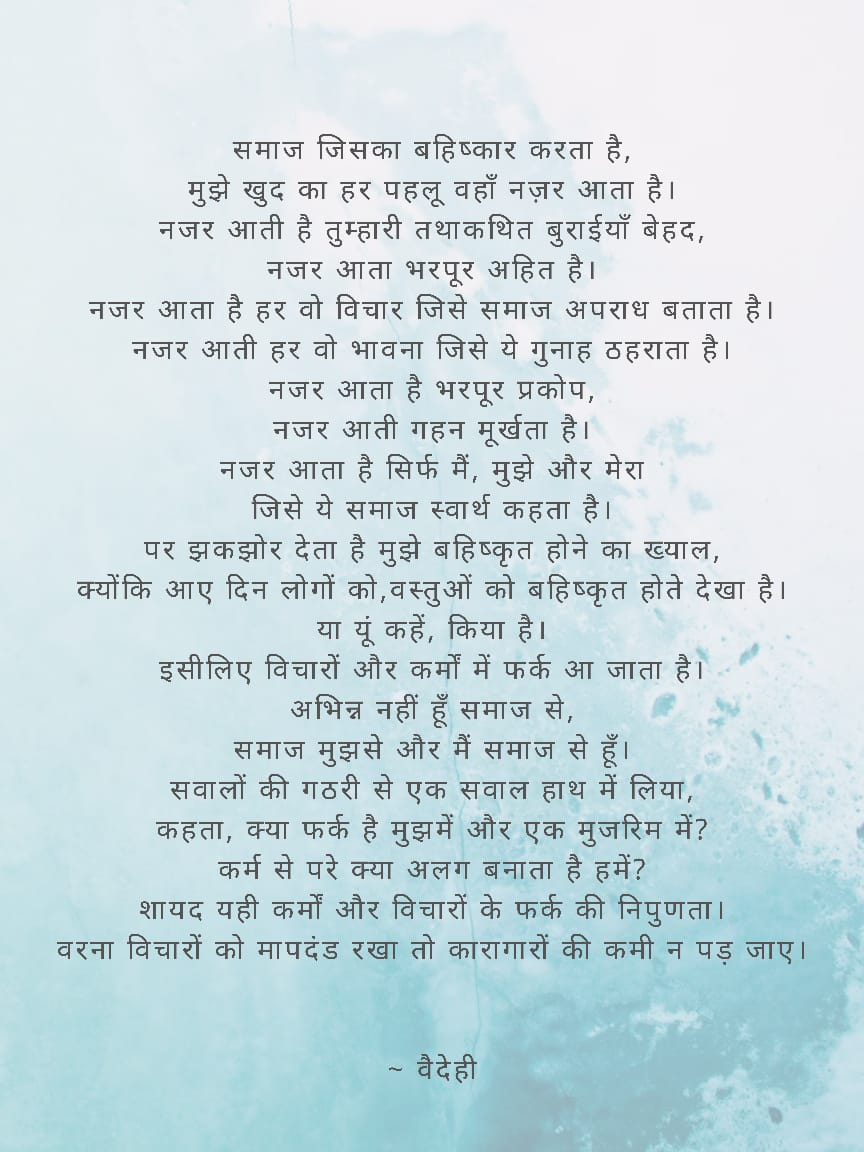 समाज जिसका बहिष्कार करता है,
मुझे खुद का हर पहलू वहाँ नज़र आता है।
नजर आती है तुम्हारी तथाकथित बुराईयाँ बेहद,
नजर आता भरपूर अहित है।
नजर आता है हर वो विचार जिसे समाज अपराध बताता है।
नजर आती हर वो भावना जिसे ये गुनाह ठहराता है।
नजर आता है भरपूर प्रकोप,
नजर आती गहन मूर्खता है।
नजर आता है सिर्फ मैं, मुझे और मेरा
जिसे ये समाज स्वार्थ कहता है।
पर झकझोर देता है मुझे बहिष्कृत होने का ख्याल,
क्योंकि आए दिन लोगों को,वस्तुओं को बहिष्कृत होते देखा है।
या यूं कहें, किया है।
इसीलिए विचारों और कर्मों में फर्क आ जाता है।
अभिन्न नहीं हूँ समाज से,
समाज मुझसे और मैं समाज से हूँ।
सवालों की गठरी से एक सवाल हाथ में लिया,
कहता, क्या फर्क है मुझमें और एक मुजरिम में?
कर्म से परे क्या अलग बनाता है हमें?
शायद यही कर्मों और विचारों के फर्क की निपुणता।
वरना विचारों को मापदंड रखा तो कारागारों की कमी न पड़ जाए।
~ वैदेही